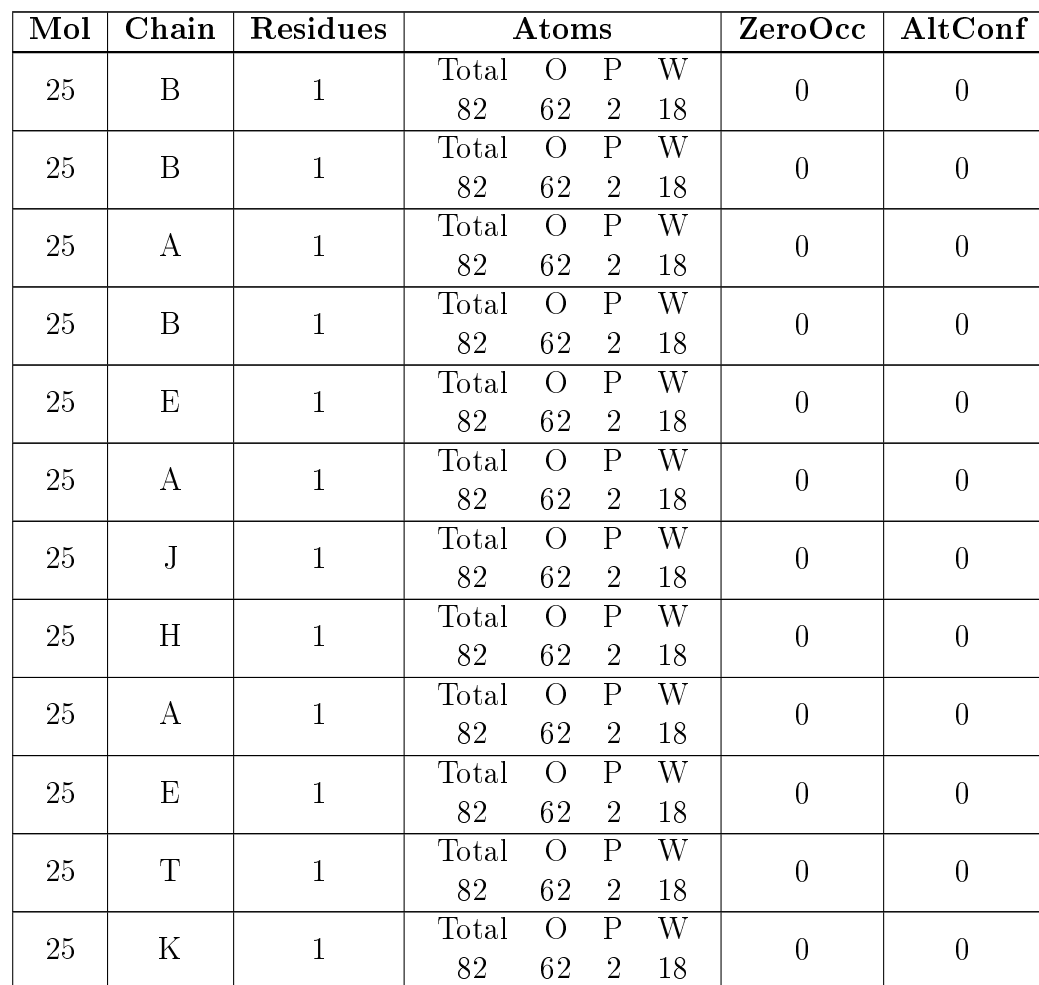 Mol Chain Residues Atoms ZeroOcc AltConf
Total O P W
25 B 1 0 0
82 62 2 18
Total O P W
25 B 1 0 0
82 62 2 18
Total O P W
25 A 1 0 0
82 62 2 18
Total O P W
25 B 1 0 0
82 62 2 18
Total O P W
25 E 1 0 0
82 62 2 18
Total O P W
25 A 1 0 0
82 62 2 18
Total O P W
25 J 1 0 0
82 62 2 18
Total O P W
25 H 1 0 0
82 62 2 18
Total O P W
25 A 1 0 0
82 62 2 18
Total O P W
25 E 1 0 0
82 62 2 18
Total O P W
25 T 1 0 0
82 62 2 18
Total O P W
25 K 1 0 0
82 62 2 18